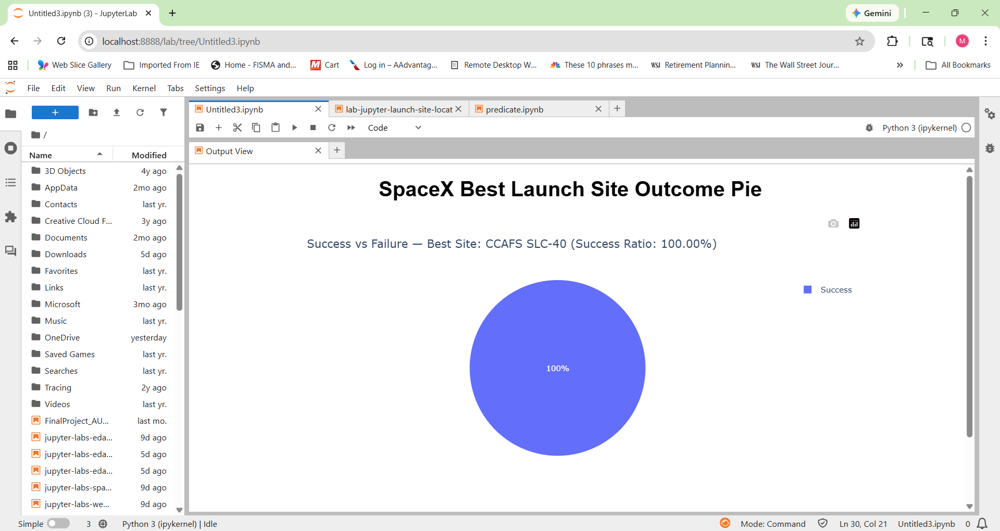 Untitled3.ipynb (3) - JupyterLab
Gemini
localhost:8888/lab/tree/Untitled3.ipynb
M
Web Slice Gallery
Imported From IE
Home - FISMA and...
M
Cart
Log in – AAdvantag...
Remote Desktop W...
These 10 phrases m...
WSJ
Retirement Plannin...
WSJ
The Wall Street Jour...
All Bookmarks
File
Edit
View
Run
Kernel
Tabs
Settings
Help
Untitled3.ipynb
lab-jupyter-launch-site-locat
predicate.ipynb
Code
Python 3 (ipykernel)
/
Output View
Name
Modified
3D Objects 4y ago
AppData 2mo ago
Contacts last yr.
Creative Cloud F... 3y ago
Documents 2mo ago
Downloads 5d ago
Favorites last yr.
Links last yr.
Microsoft 3mo ago
Music last yr.
OneDrive yesterday
Saved Games last yr.
Searches last yr.
Tracing 2y ago
Videos last yr.
FinalProject_AU... last mo.
jupyter-labs-eda... 9d ago
jupyter-labs-eda... 5d ago
jupyter-labs-eda... 5d ago
jupyter-labs-spa... 9d ago
jupyter-labs-we... 9d ago
SpaceX Best Launch Site Outcome Pie
Success vs Failure — Best Site: CCAFS SLC-40 (Success Ratio: 100.00%)
Success
100%
Simple
3
Python 3 (ipykernel) | Idle
Mode: Command
Ln 30, Col 21
Untitled3.ipynb
0